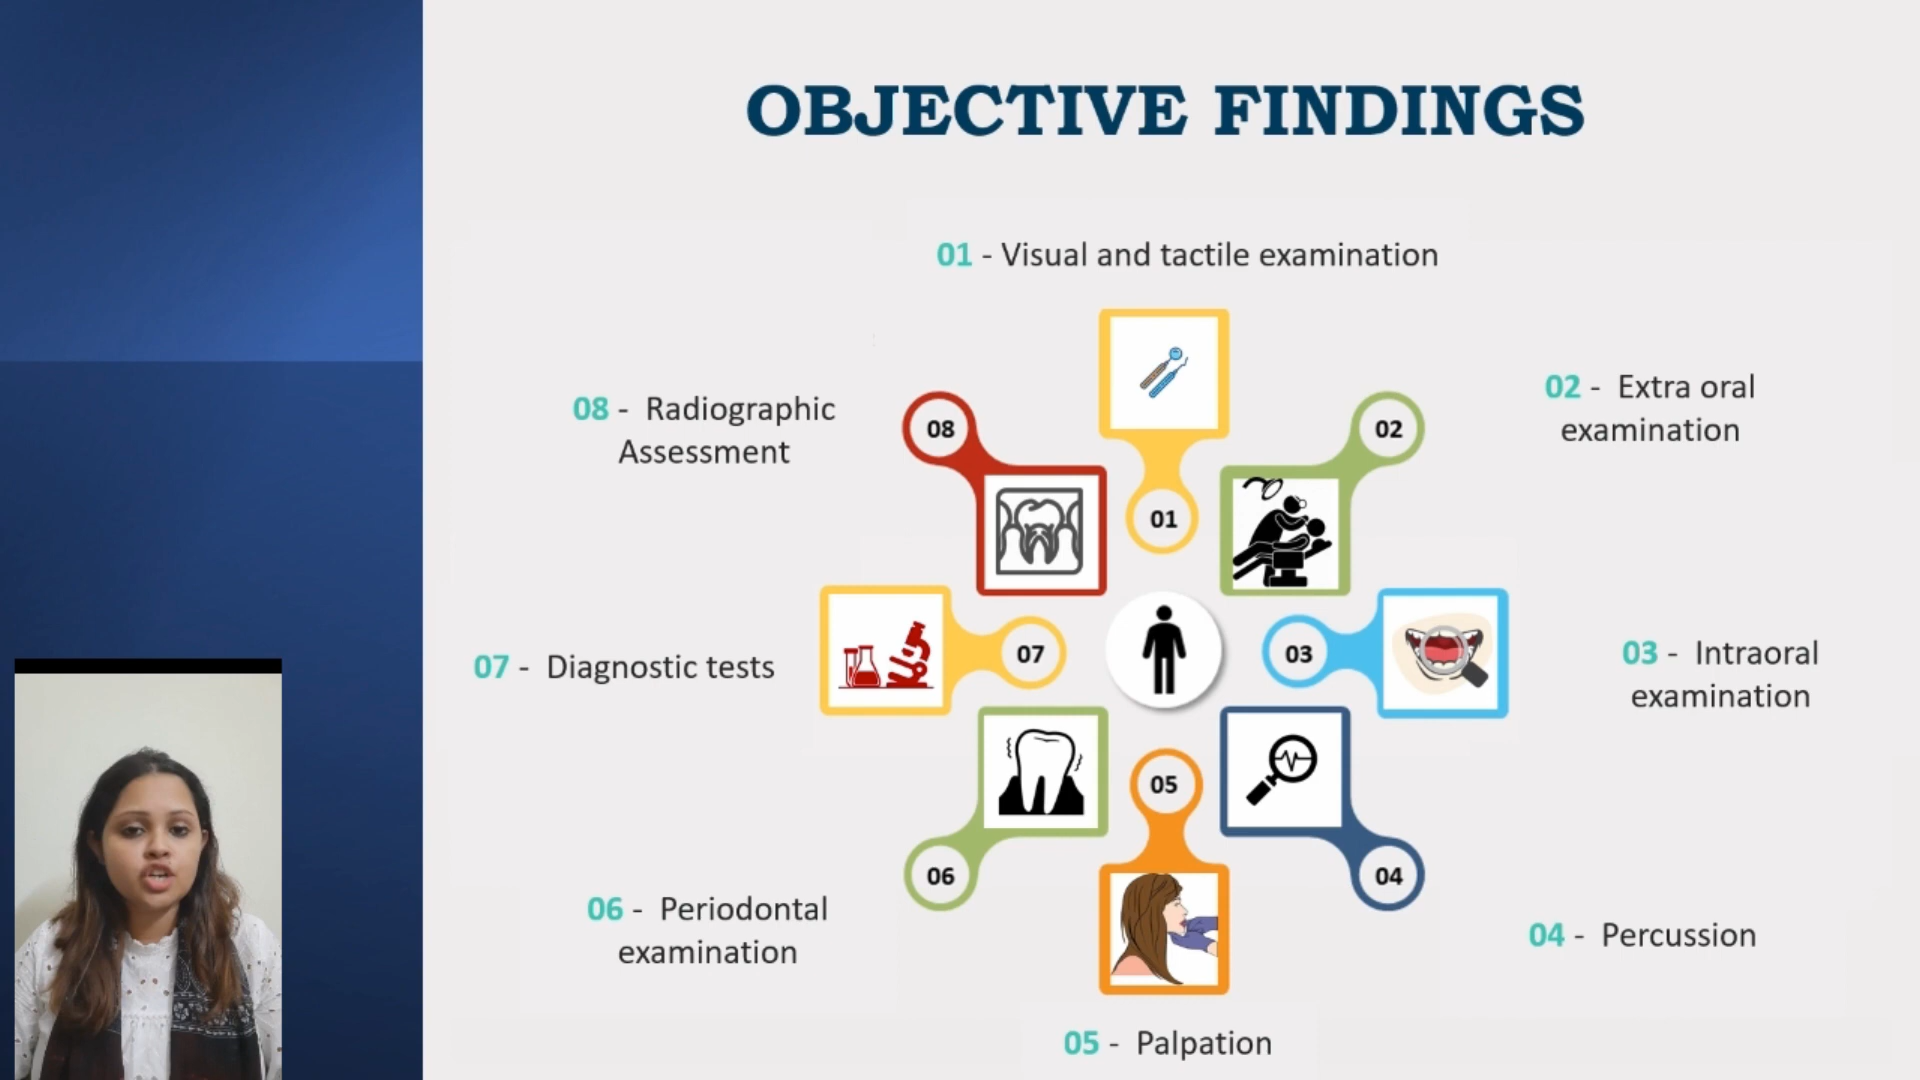 OBJECTIVE FINDINGS
01 - Visual and tactile examination
02 - Extra oral
examination
03 - Intraoral
examination
04 - Percussion
05 - Palpation
06 - Periodontal
examination
07 - Diagnostic tests
08 - Radiographic
Assessment
01
02
03
04
05
06
07
08